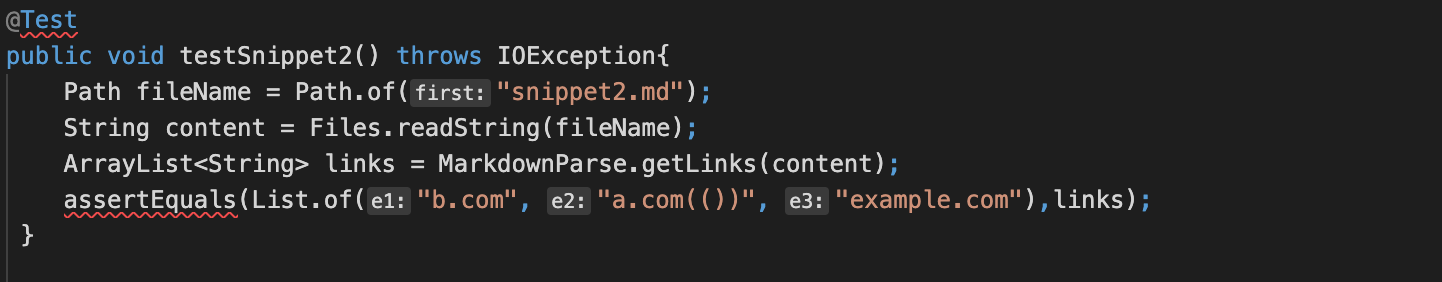 @Test
public void testSnippet2() throws IOException{
Path fileName = Path.of(first: "snippet2.md");
String content = Files.readString(fileName);
ArrayList<String> links = MarkdownParse.getLinks(content);
assertEquals(List.of(e1: "b.com", e2: "a.com(())", e3: "example.com"),links);
}